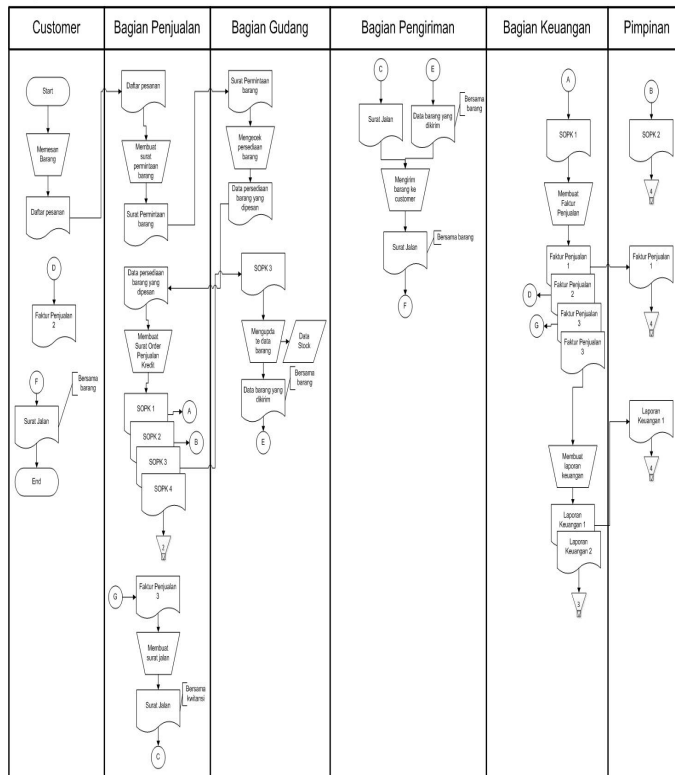 Customer
Start
Memesan
Barang
Daftar pesanan
D
Faktur Penjualan
2
F
Bersama
barang
Surat Jalan
End
Bagian Penjualan
Daftar pesanan
Membuat
surat
permintaan
barang
Surat Permintaan
barang
Data persediaan
barang yang
dipesan
Membuat
Surat Order
Penjualan
Kredit
SOPK 1
A
SOPK 2
B
SOPK 3
SOPK 4
2
G
Faktur Penjualan
3
Membuat
surat jalan
Bersama
kwitansi
Surat Jalan
C
Bagian Gudang
Surat Permintaan
barang
Mengecek
persediaan
barang
Data persediaan
barang yang
dipesan
SOPK 3
Mengupda
te data
barang
Data
Stock
Bersama
barang
Data barang yang
dikirim
E
Bagian Pengiriman
C
E
Bersama
barang
Surat Jalan
Data barang yang
dikirim
Mengirim
barang ke
customer
Bersama barang
Surat Jalan
F
Bagian Keuangan
A
SOPK 1
Membuat
Faktur
Penjualan
Faktur Penjualan
1
Faktur Penjualan
2
D
Faktur Penjualan
3
G
Faktur Penjualan
3
Membuat
laporan
keuangan
Laporan
Keuangan 1
Laporan
Keuangan 2
3
Pimpinan
B
SOPK 2
4
Faktur Penjualan
1
4
Laporan
Keuangan 1
4